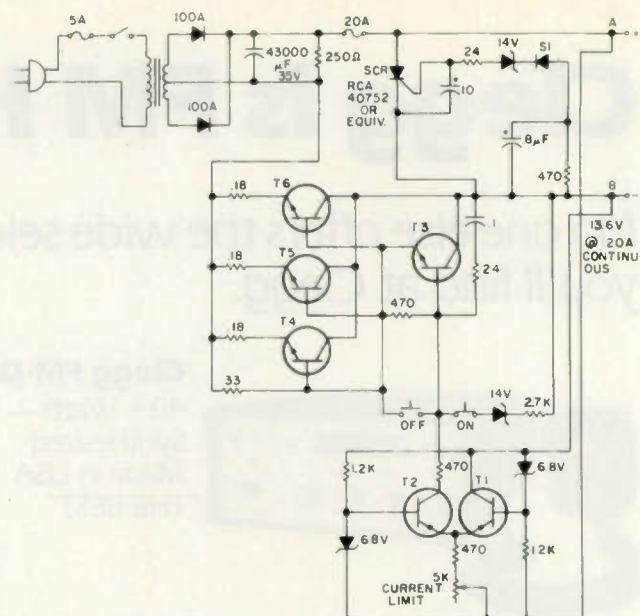 5A
100A
100A
43000
µF
35V
250Ω
20A
SCR
RCA
40752
OR
EQUIV.
24
14V
S1
10
A
8µF
470
B
13.6V
@ 20A
CONTINU-
OUS
.18
T6
.18
T5
.18
T4
33
T3
.1
24
470
OFF
ON
14V
2.7K
1.2K
T2
470
T1
6.8V
6.8V
470
1.2K
5K
CURRENT
LIMIT